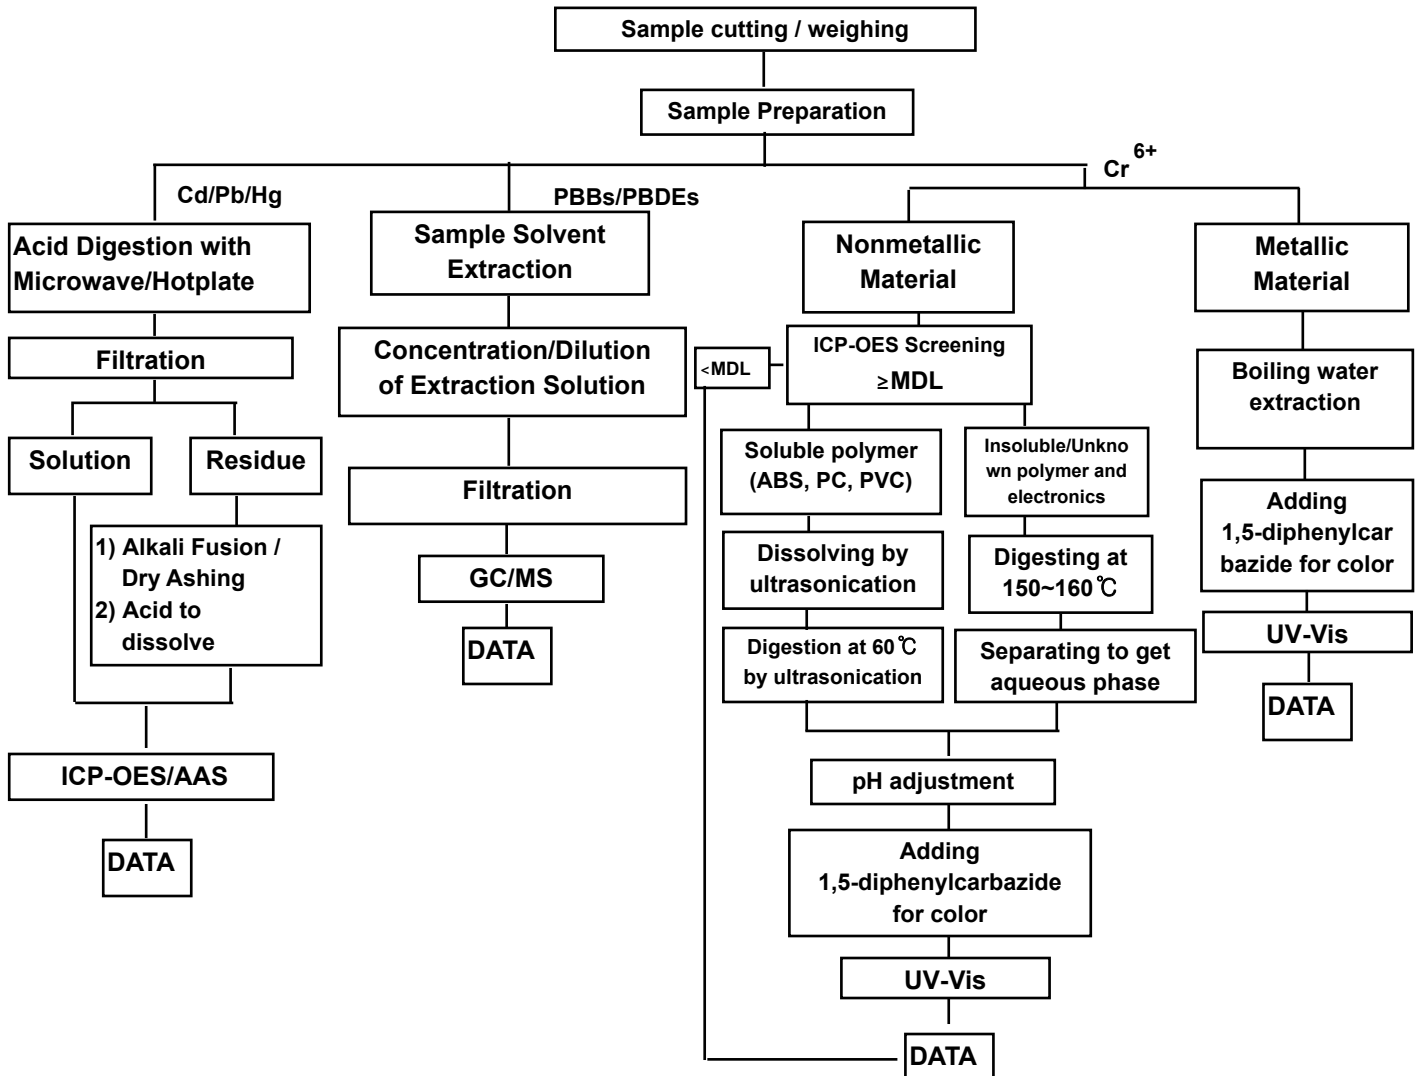 Sample cutting / weighing
Sample Preparation
Cd/Pb/Hg
PBBs/PBDEs
Cr 6+
Acid Digestion with
Microwave/Hotplate
Filtration
Solution
Residue
1) Alkali Fusion /
Dry Ashing
2) Acid to
dissolve
ICP-OES/AAS
DATA
Sample Solvent
Extraction
Concentration/Dilution
of Extraction Solution
Filtration
GC/MS
DATA
Nonmetallic
Material
<MDL
ICP-OES Screening
≥MDL
Soluble polymer
(ABS, PC, PVC)
Dissolving by
ultrasonication
Digestion at 60℃
by ultrasonication
Insoluble/Unkno
wn polymer and
electronics
Digesting at
150~160℃
Separating to get
aqueous phase
pH adjustment
Adding
1,5-diphenylcarbazide
for color
UV-Vis
DATA
Metallic
Material
Boiling water
extraction
Adding
1,5-diphenylcar
bazide for color
UV-Vis
DATA